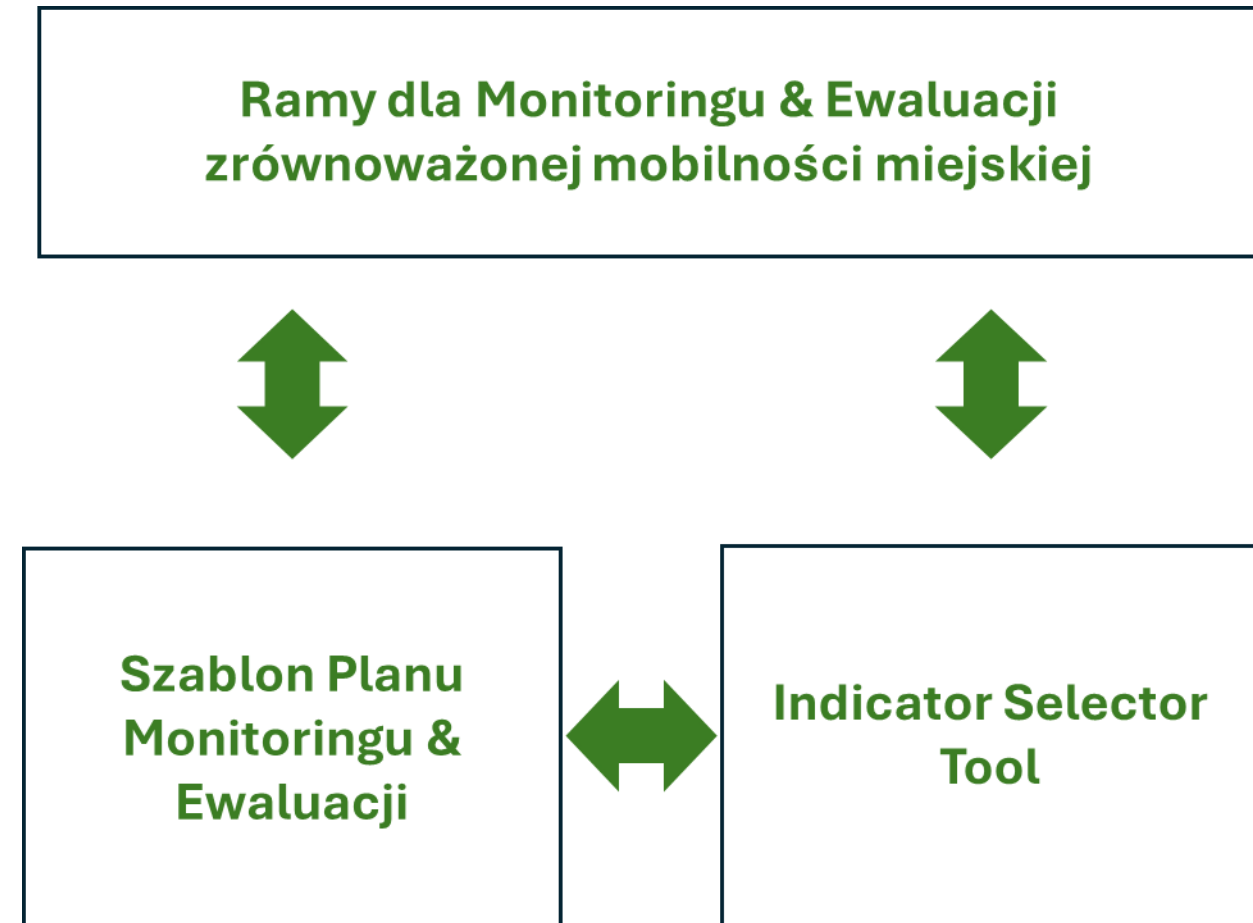 Ramy dla Monitoringu & Ewaluacji
zrównoważonej mobilności miejskiej
Szablon Planu
Monitoringu &
Ewaluacji
Indicator Selector
Tool